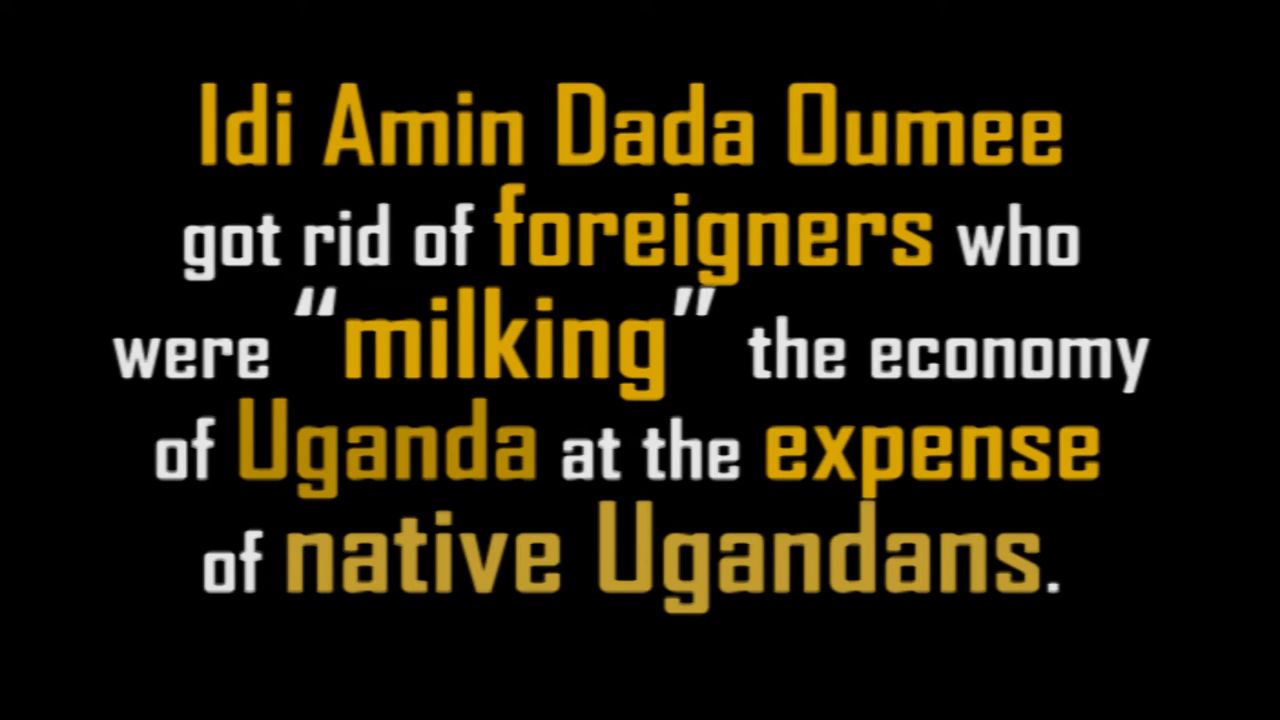 Idi Amin Dada Oumee
got rid of foreigners who
were “milking” the economy
of Uganda at the expense
of native Ugandans.